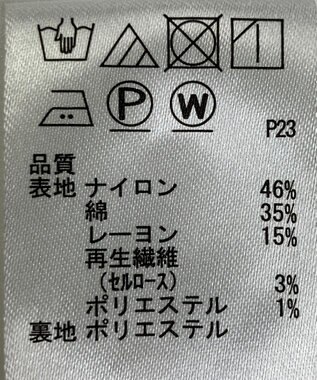 P W
P23
品質
表地 ナイロン 46%
綿 35%
レーヨン 15%
再生繊維
(セルロース) 3%
ポリエステル 1%
裏地 ポリエステル